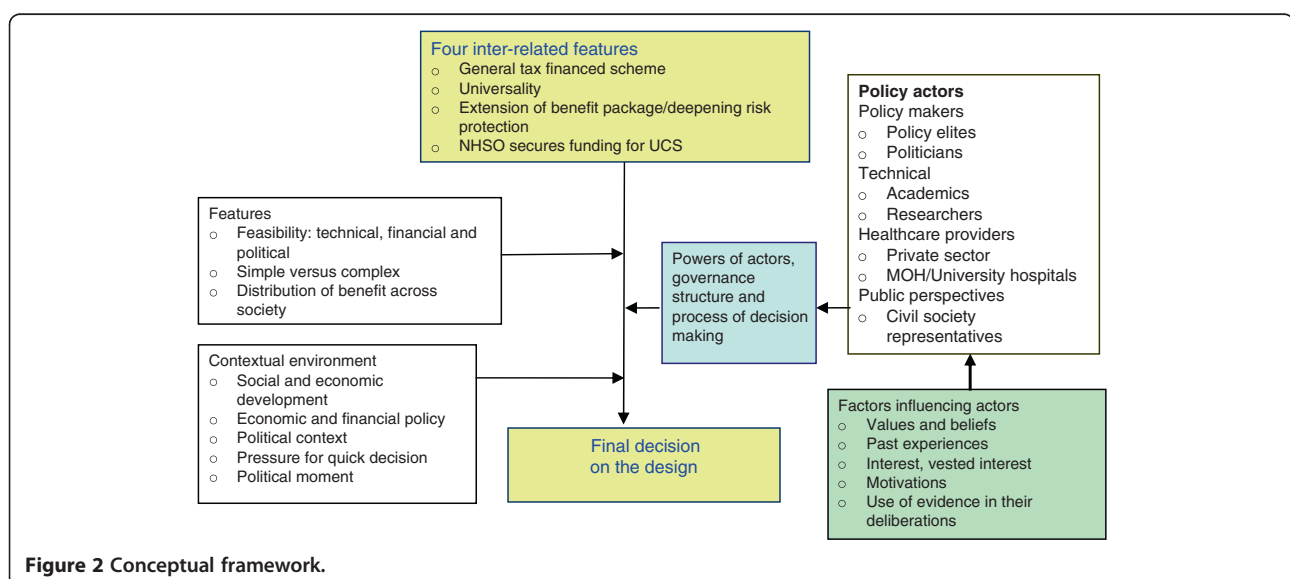 Four inter-related features
○ General tax financed scheme
○ Universality
○ Extension of benefit package/deepening risk
protection
○ NHSO secures funding for UCS
Policy actors
Policy makers
○ Policy elites
○ Politicians
Technical
○ Academics
○ Researchers
Healthcare providers
○ Private sector
○ MOH/University hospitals
Public perspectives
○ Civil society
representatives
Features
○ Feasibility: technical, financial and
political
○ Simple versus complex
○ Distribution of benefit across
society
Powers of actors,
governance
structure and
process of decision
making
Contextual environment
○ Social and economic
development
○ Economic and financial policy
○ Political context
○ Pressure for quick decision
○ Political moment
Final decision
on the design
Factors influencing actors
○ Values and beliefs
○ Past experiences
○ Interest, vested interest
○ Motivations
○ Use of evidence in their
deliberations
Figure 2 Conceptual framework.